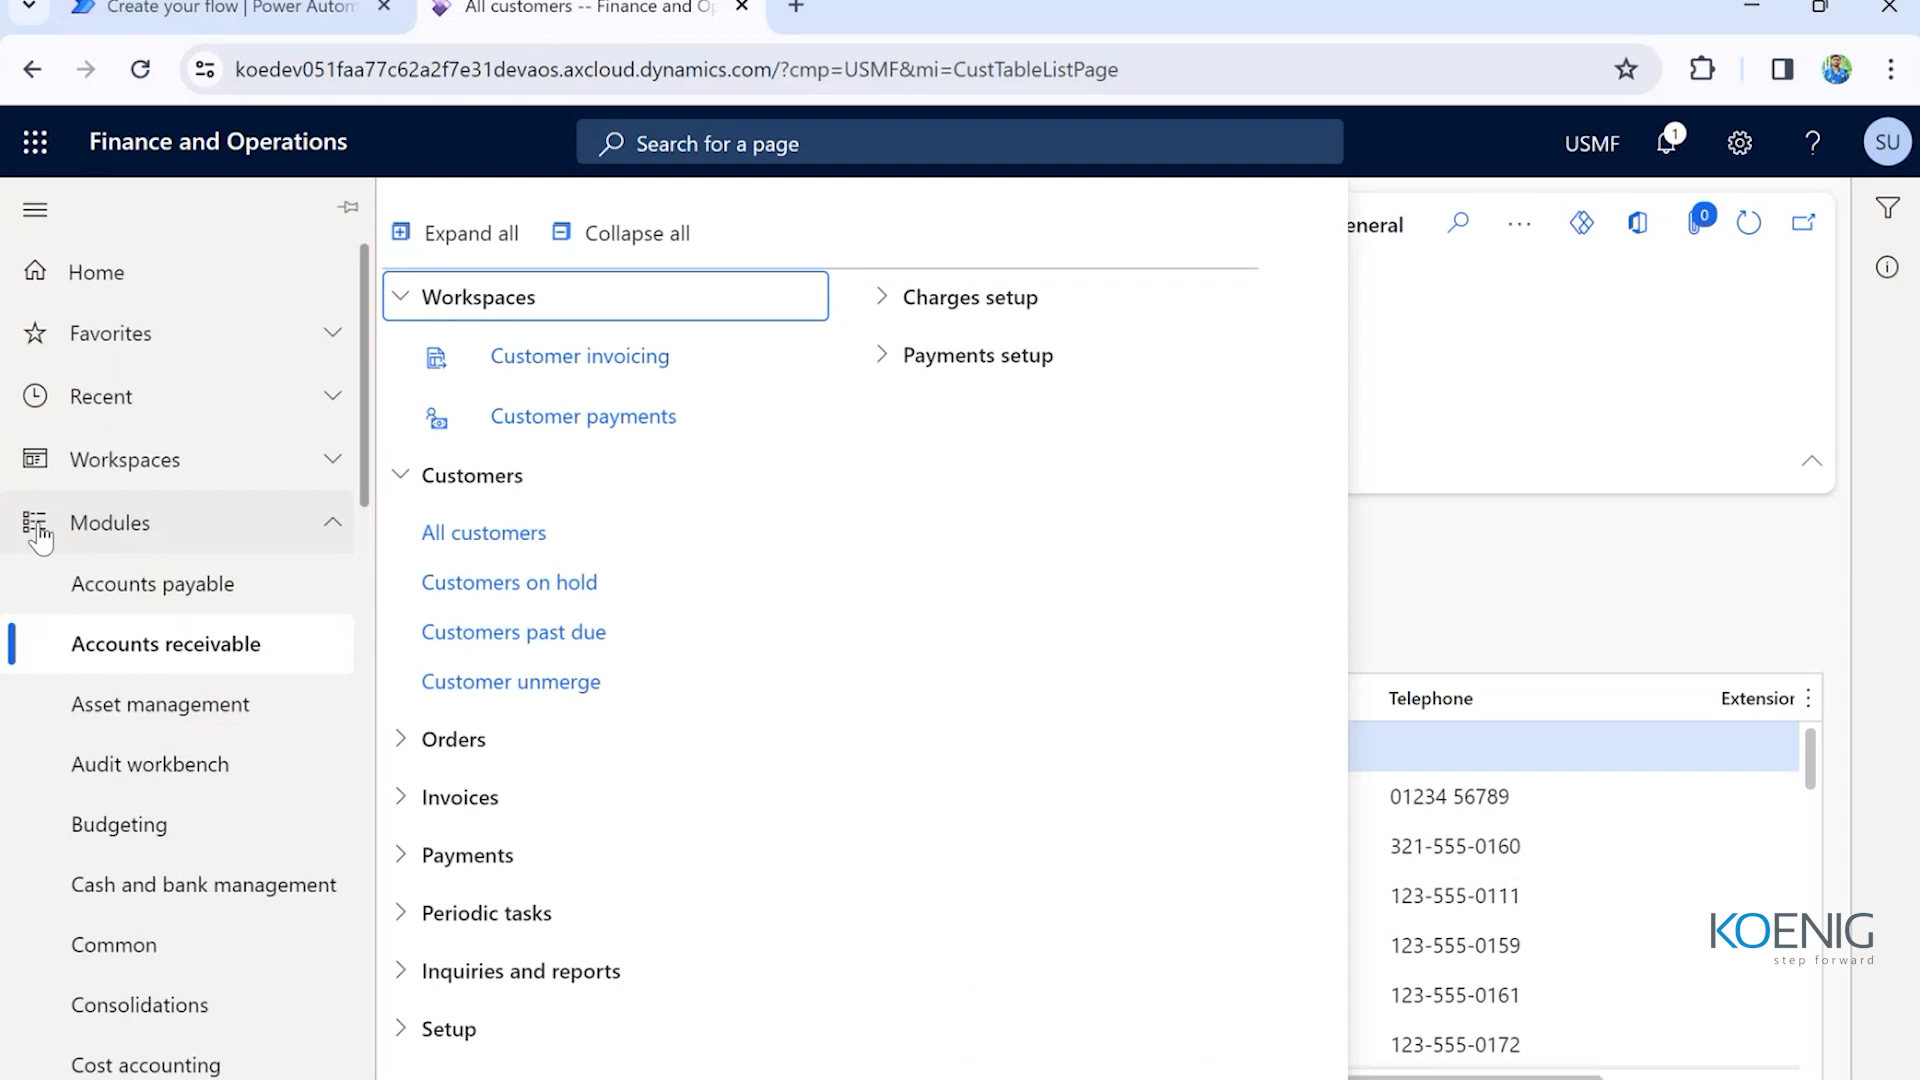 Create your flow | Power Autom
All customers -- Finance and Op
koedev051faa77c62a2f7e31devaos.axcloud.dynamics.com/?cmp=USMF&mi=CustTableListPage
Finance and Operations
Search for a page
USMF
1
SU
Expand all
Collapse all
eneral
0
Home
Favorites
Recent
Workspaces
Modules
Accounts payable
Accounts receivable
Asset management
Audit workbench
Budgeting
Cash and bank management
Common
Consolidations
Cost accounting
Workspaces
Customer invoicing
Customer payments
Customers
All customers
Customers on hold
Customers past due
Customer unmerge
Orders
Invoices
Payments
Periodic tasks
Inquiries and reports
Setup
Charges setup
Payments setup
Telephone
Extension
01234 56789
321-555-0160
123-555-0111
123-555-0159
123-555-0161
123-555-0172
KOENIG
step forward